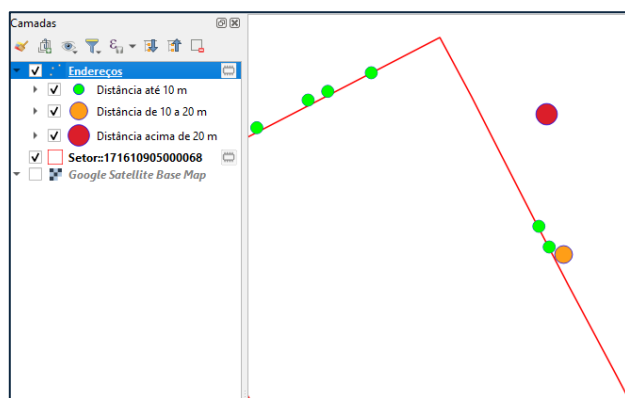 Camadas
Endereços
Distância até 10 m
Distância de 10 a 20 m
Distância acima de 20 m
Setor::171610905000068
Google Satellite Base Map